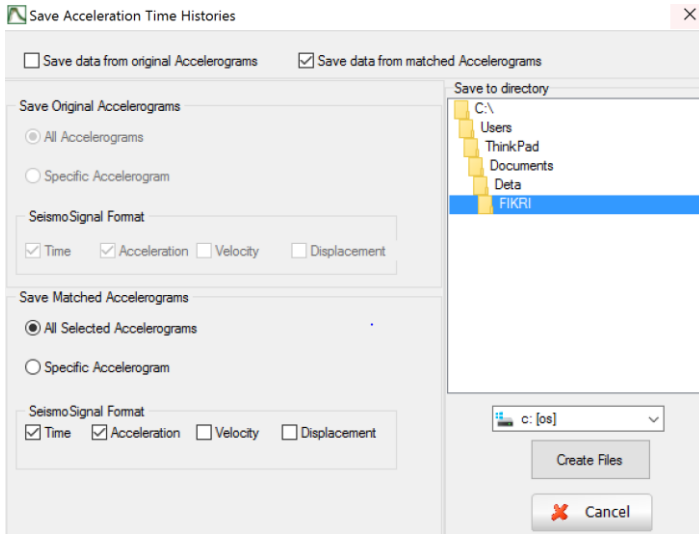 Save Acceleration Time Histories
Save data from original Accelerograms
Save data from matched Accelerograms
Save Original Accelerograms
All Accelerograms
Specific Accelerogram
SeismoSignal Format
Time Acceleration Velocity Displacement
Save Matched Accelerograms
All Selected Accelerograms
Specific Accelerogram
SeismoSignal Format
Time Acceleration Velocity Displacement
Save to directory
C:\
Users
ThinkPad
Documents
Deta
FIKRI
c: [os]
Create Files
Cancel